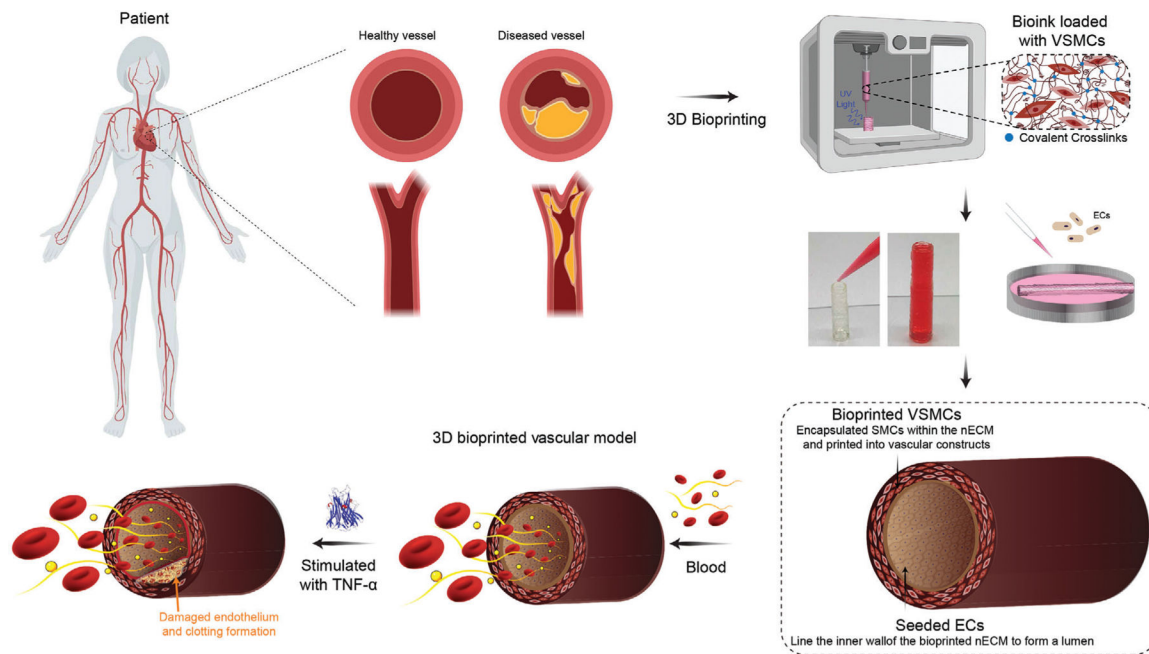 Patient
Healthy vessel
Diseased vessel
3D Bioprinting
UV
Light
Bioink loaded
with VSMCs
Covalent Crosslinks
ECs
Bioprinted VSMCs
Encapsulated SMCs within the nECM
and printed into vascular constructs
Seeded ECs
Line the inner wallof the bioprinted nECM to form a lumen
Blood
3D bioprinted vascular model
Stimulated
with TNF-α
Damaged endothelium
and clotting formation